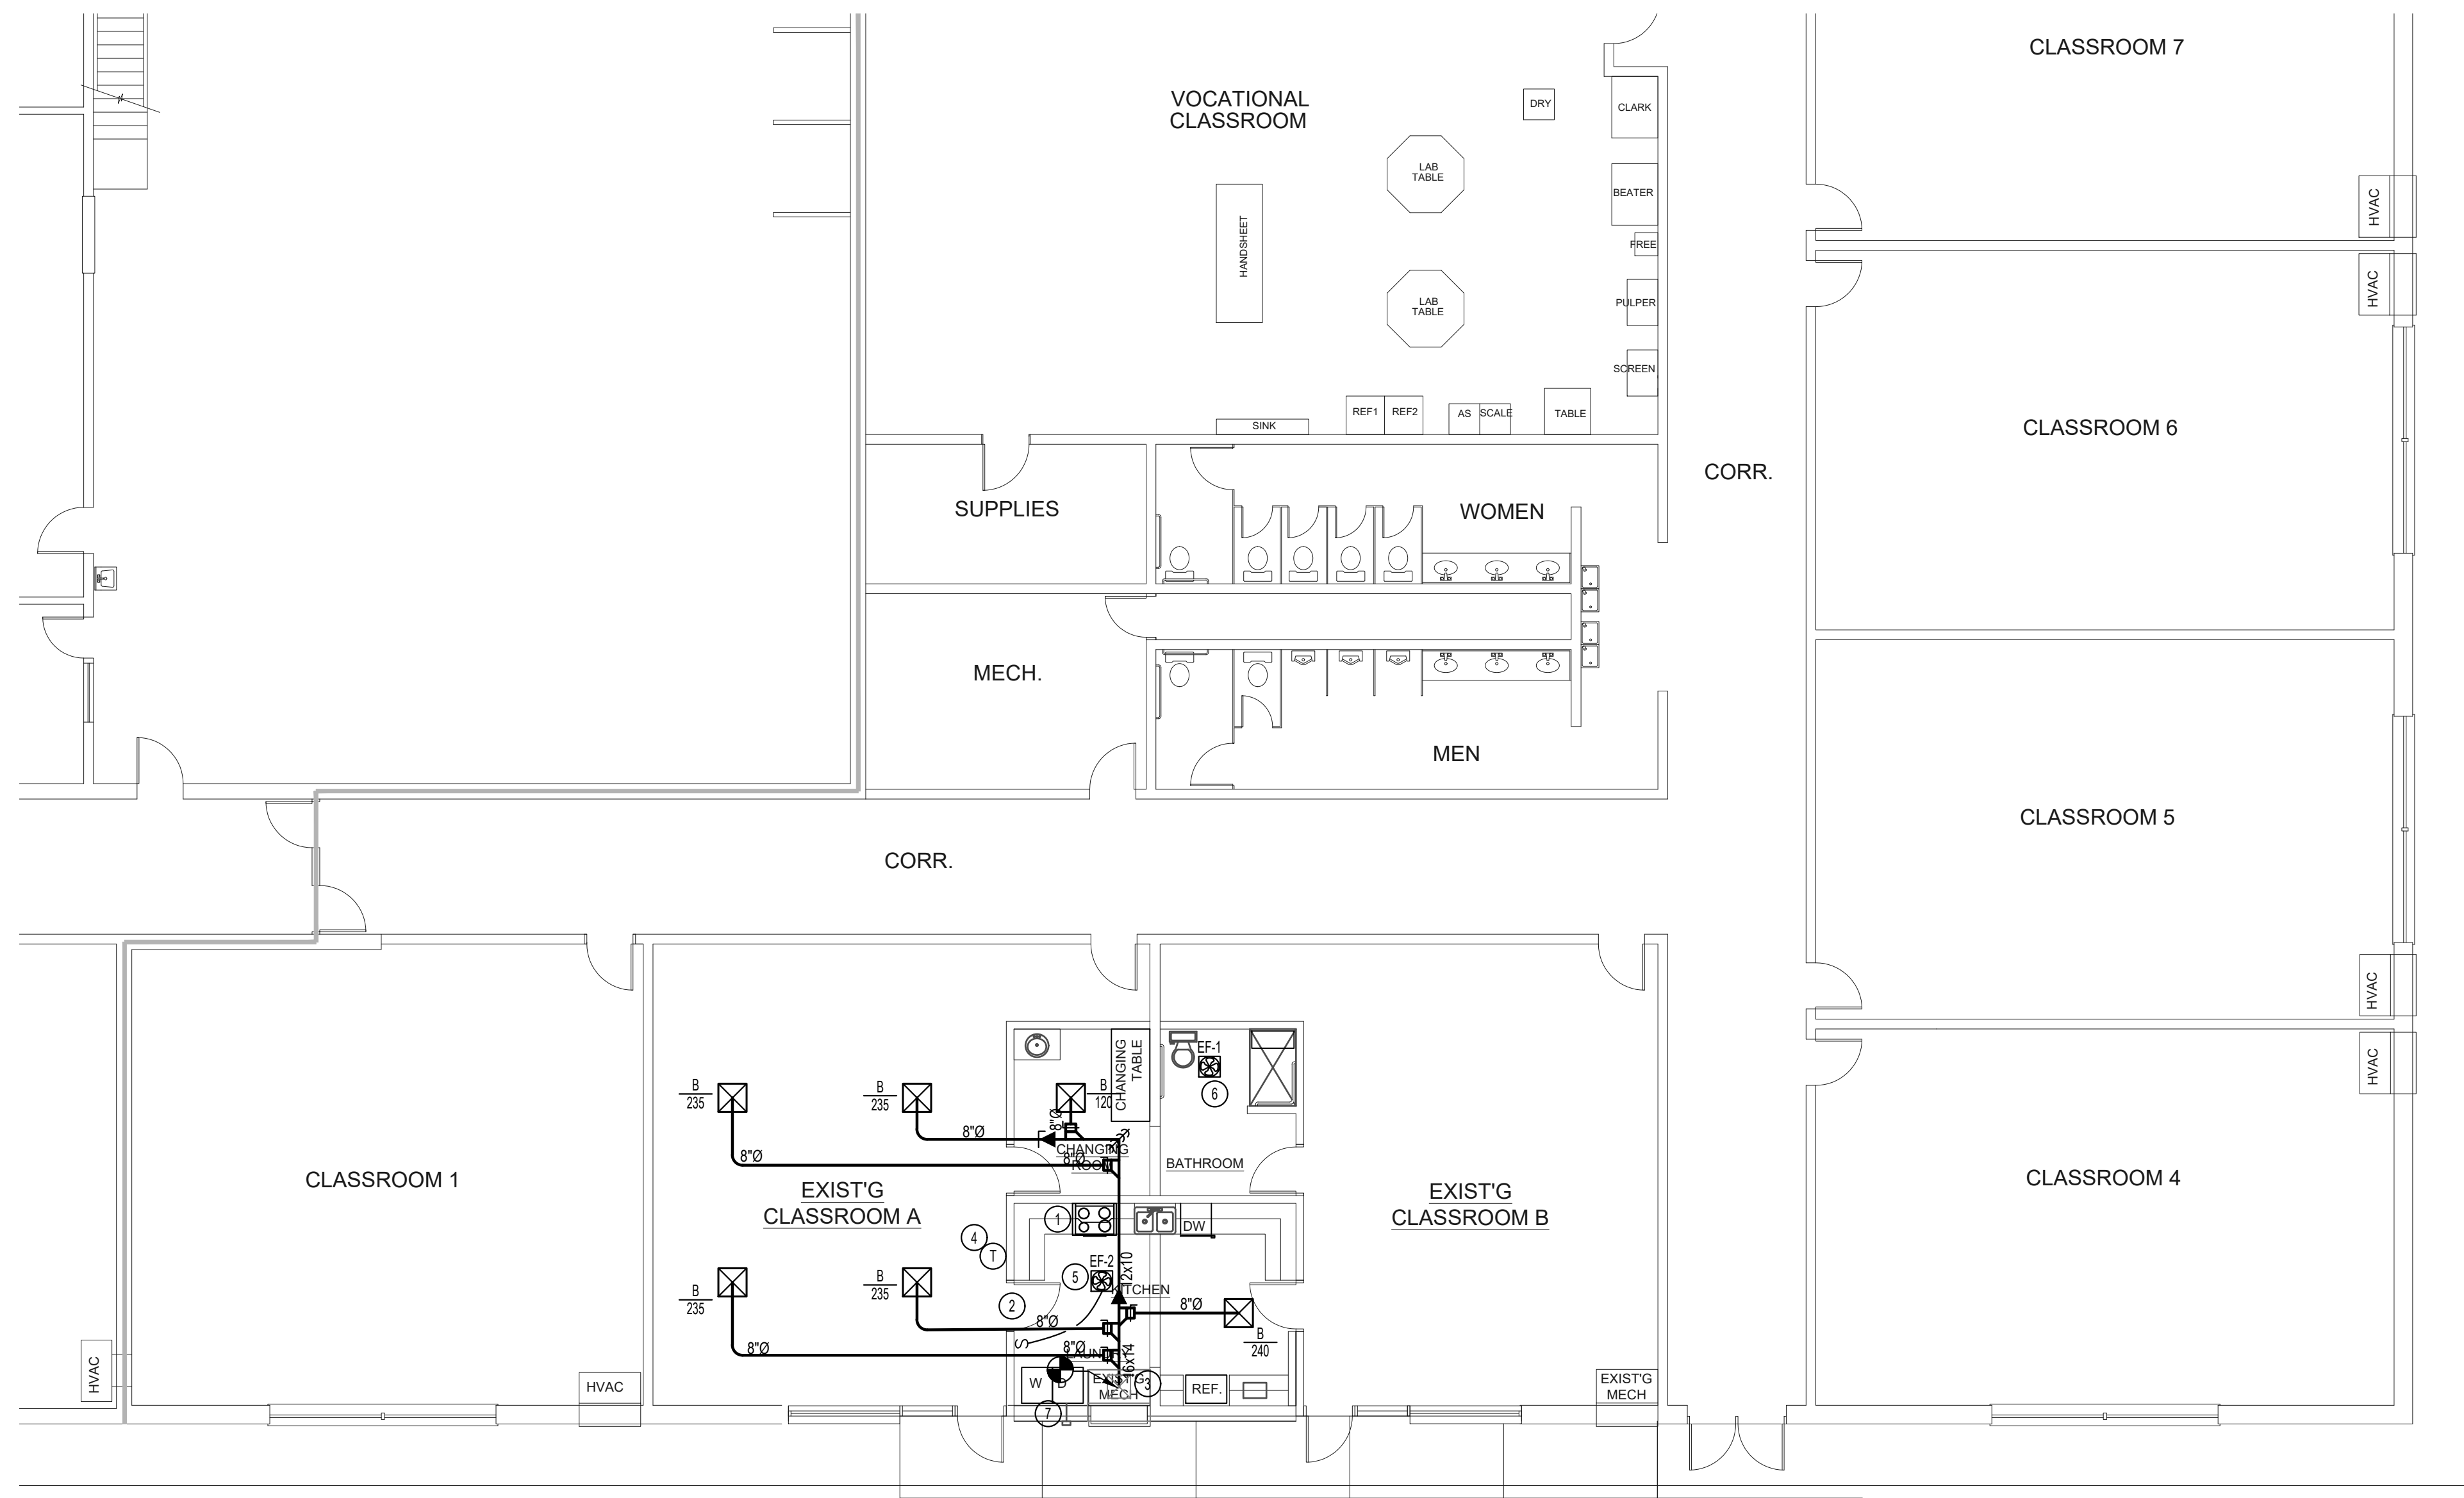 CLASSROOM 7
VOCATIONAL
CLASSROOM
DRY
CLARK
LAB
TABLE
BEATER
HVAC
HANDSHEET
FREE
HVAC
LAB
TABLE
PULPER
SCREEN
REF1
REF2
AS
SCALE
TABLE
SINK
CLASSROOM 6
CORR.
SUPPLIES
WOMEN
MECH.
MEN
CLASSROOM 5
CORR.
HVAC
HVAC
CHANGING
TABLE
EF-1
6
B
235
B
235
B
120
8"Ø
8"Ø
8"Ø
8"Ø
CHANGING
ROOM
BATHROOM
CLASSROOM 1
EXIST'G
CLASSROOM A
EXIST'G
CLASSROOM B
CLASSROOM 4
1
DW
4
T
EF-2
5
12x10
KITCHEN
2
B
235
B
235
8"Ø
8"Ø
8"Ø
8"Ø
S
B
240
LAUNDRY
16x14
HVAC
HVAC
W
D
EXIST'G
MECH
3
REF.
7
EXIST'G
MECH